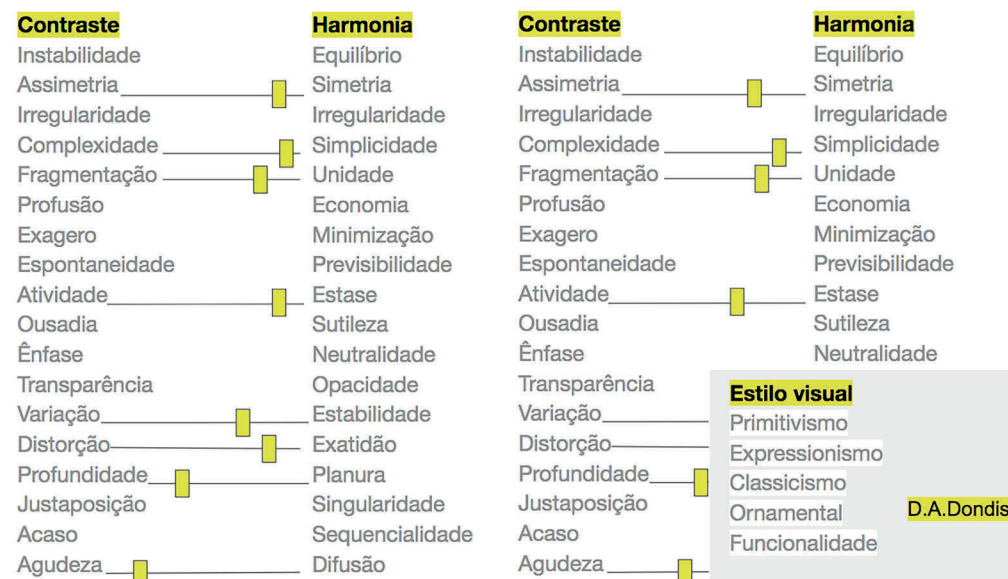 Contraste Harmonia
Instabilidade Equilíbrio
Assimetria Simetria
Irregularidade Irregularidade
Complexidade Simplicidade
Fragmentação Unidade
Profusão Economia
Exagero Minimização
Espontaneidade Previsibilidade
Atividade Estase
Ousadia Sutileza
Ênfase Neutralidade
Transparência Opacidade
Variação Estabilidade
Distorção Exatidão
Profundidade Planura
Justaposição Singularidade
Acaso Sequencialidade
Agudeza Difusão
Contraste Harmonia
Instabilidade Equilíbrio
Assimetria Simetria
Irregularidade Irregularidade
Complexidade Simplicidade
Fragmentação Unidade
Profusão Economia
Exagero Minimização
Espontaneidade Previsibilidade
Atividade Estase
Ousadia Sutileza
Ênfase Neutralidade
Transparência
Variação
Distorção
Profundidade
Justaposição
Acaso
Agudeza
Estilo visual
Primitivismo
Expressionismo
Classicismo
Ornamental
Funcionalidade
D.A.Dondis